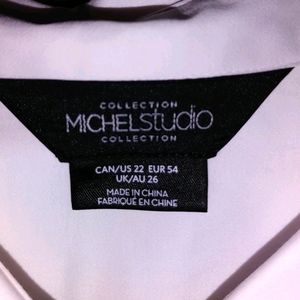 COLLECTION
MICHELstudio
COLLECTION
CAN/US 22 EUR 54
UK/AU 26
MADE IN CHINA
FABRIQUÉ EN CHINE